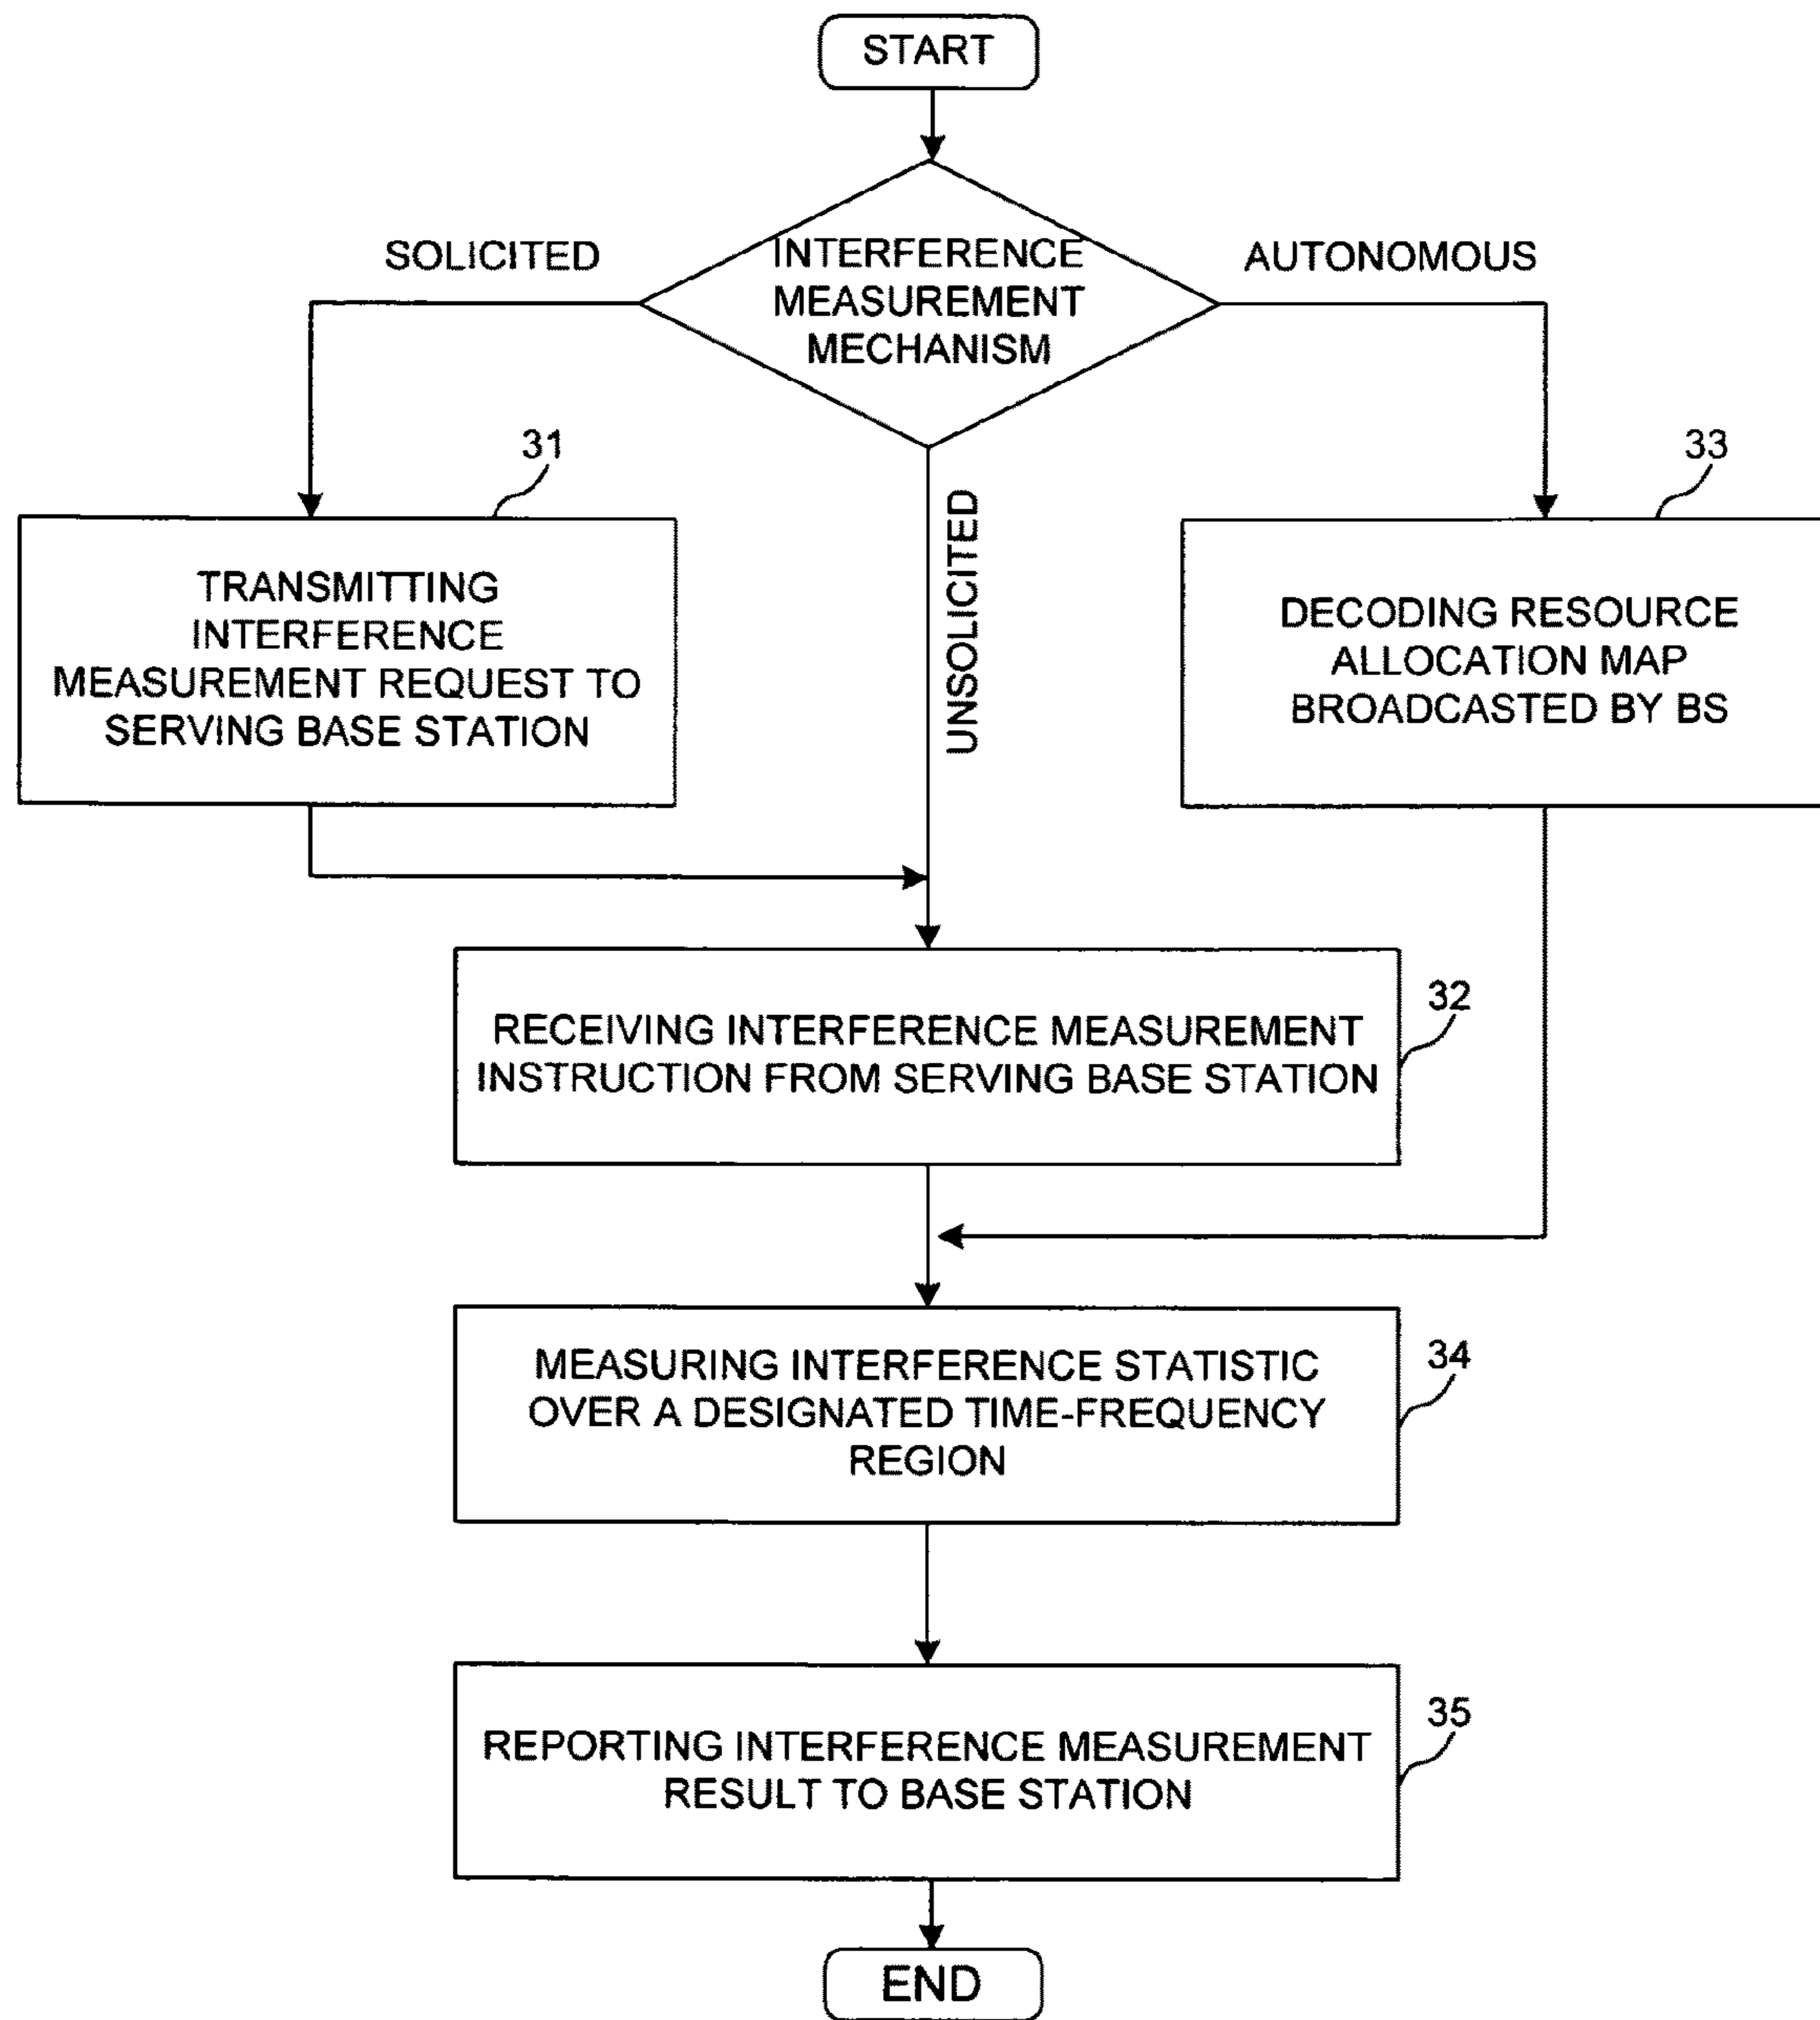 START
INTERFERENCE
MEASUREMENT
MECHANISM
SOLICITED
AUTONOMOUS
UNSOLICITED
31
TRANSMITTING
INTERFERENCE
MEASUREMENT REQUEST TO
SERVING BASE STATION
33
DECODING RESOURCE
ALLOCATION MAP
BROADCASTED BY BS
32
RECEIVING INTERFERENCE MEASUREMENT
INSTRUCTION FROM SERVING BASE STATION
34
MEASURING INTERFERENCE STATISTIC
OVER A DESIGNATED TIME-FREQUENCY
REGION
35
REPORTING INTERFERENCE MEASUREMENT
RESULT TO BASE STATION
END